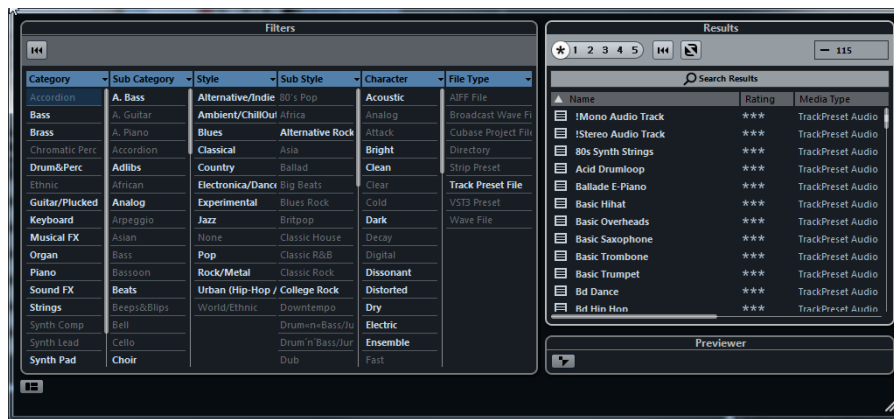 Filters
Category Sub Category Style Sub Style Character File Type
Accordion A. Bass Alternative/Indie 80´s Pop Acoustic AIFF File
Bass A. Guitar Ambient/ChillOut Africa Analog Broadcast Wave Fi
Brass A. Piano Blues Alternative Rock Attack Cubase Project File
Chromatic Perc Accordion Classical Asia Bright Directory
Drum&Perc Adlibs Country Ballad Clean Strip Preset
Ethnic African Electronica/Dance Big Beats Clear Track Preset File
Guitar/Plucked Analog Experimental Blues Rock Cold VST3 Preset
Keyboard Arpeggio Jazz Britpop Dark Wave File
Musical FX Asian None Classic House Decay
Organ Bass Pop Classic R&B Digital
Piano Bassoon Rock/Metal Classic Rock Dissonant
Sound FX Beats Urban (Hip-Hop / College Rock Distorted
Strings Beeps&Blips World/Ethnic Downtempo Dry
Synth Comp Bell Drum«n«Bass/Ju Electric
Synth Lead Cello Drum´n´Bass/Jur Ensemble
Synth Pad Choir Dub Fast
Results
* 1 2 3 4 5
115
Search Results
Name Rating Media Type
!Mono Audio Track *** TrackPreset Audio
!Stereo Audio Track *** TrackPreset Audio
80s Synth Strings *** TrackPreset Audio
Acid Drumloop *** TrackPreset Audio
Ballade E-Piano *** TrackPreset Audio
Basic Hihat *** TrackPreset Audio
Basic Overheads *** TrackPreset Audio
Basic Saxophone *** TrackPreset Audio
Basic Trombone *** TrackPreset Audio
Basic Trumpet *** TrackPreset Audio
Bd Dance *** TrackPreset Audio
Bd Hip Hop *** TrackPreset Audio
Previewer